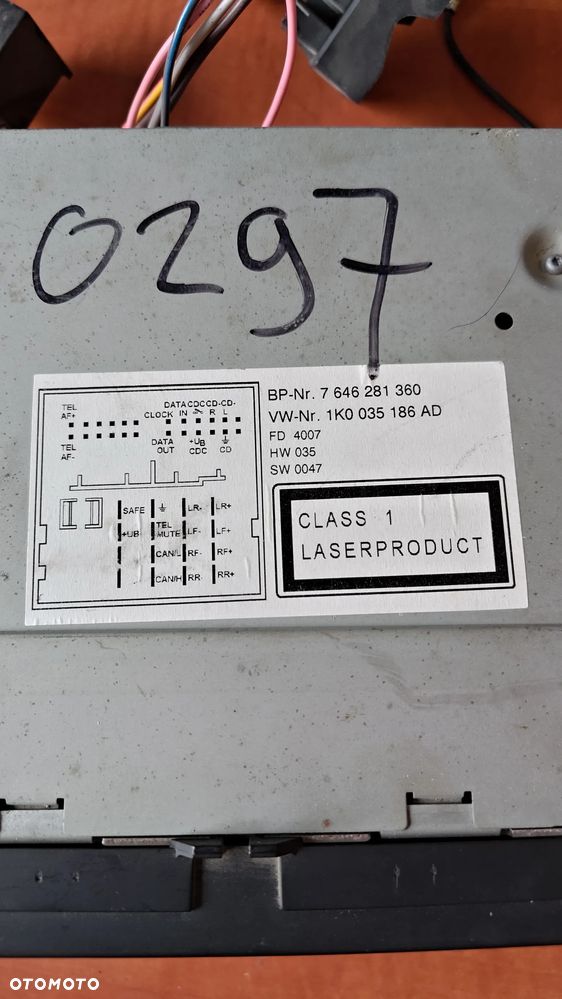 0297
BP-Nr. 7 646 281 360
VW-Nr. 1K0 035 186 AD
FD 4007
HW 035
SW 0047
CLASS 1
LASERPRODUCT
TEL AF+
DATA CDC CD- CD-
CLOCK IN R L
TEL AF-
DATA OUT +UB CDC CD
SAFE LR- LR+
+UB TEL MUTE LF- LF+
CAN/L RF- RF+
CAN/H RR- RR+
OTOMOTO